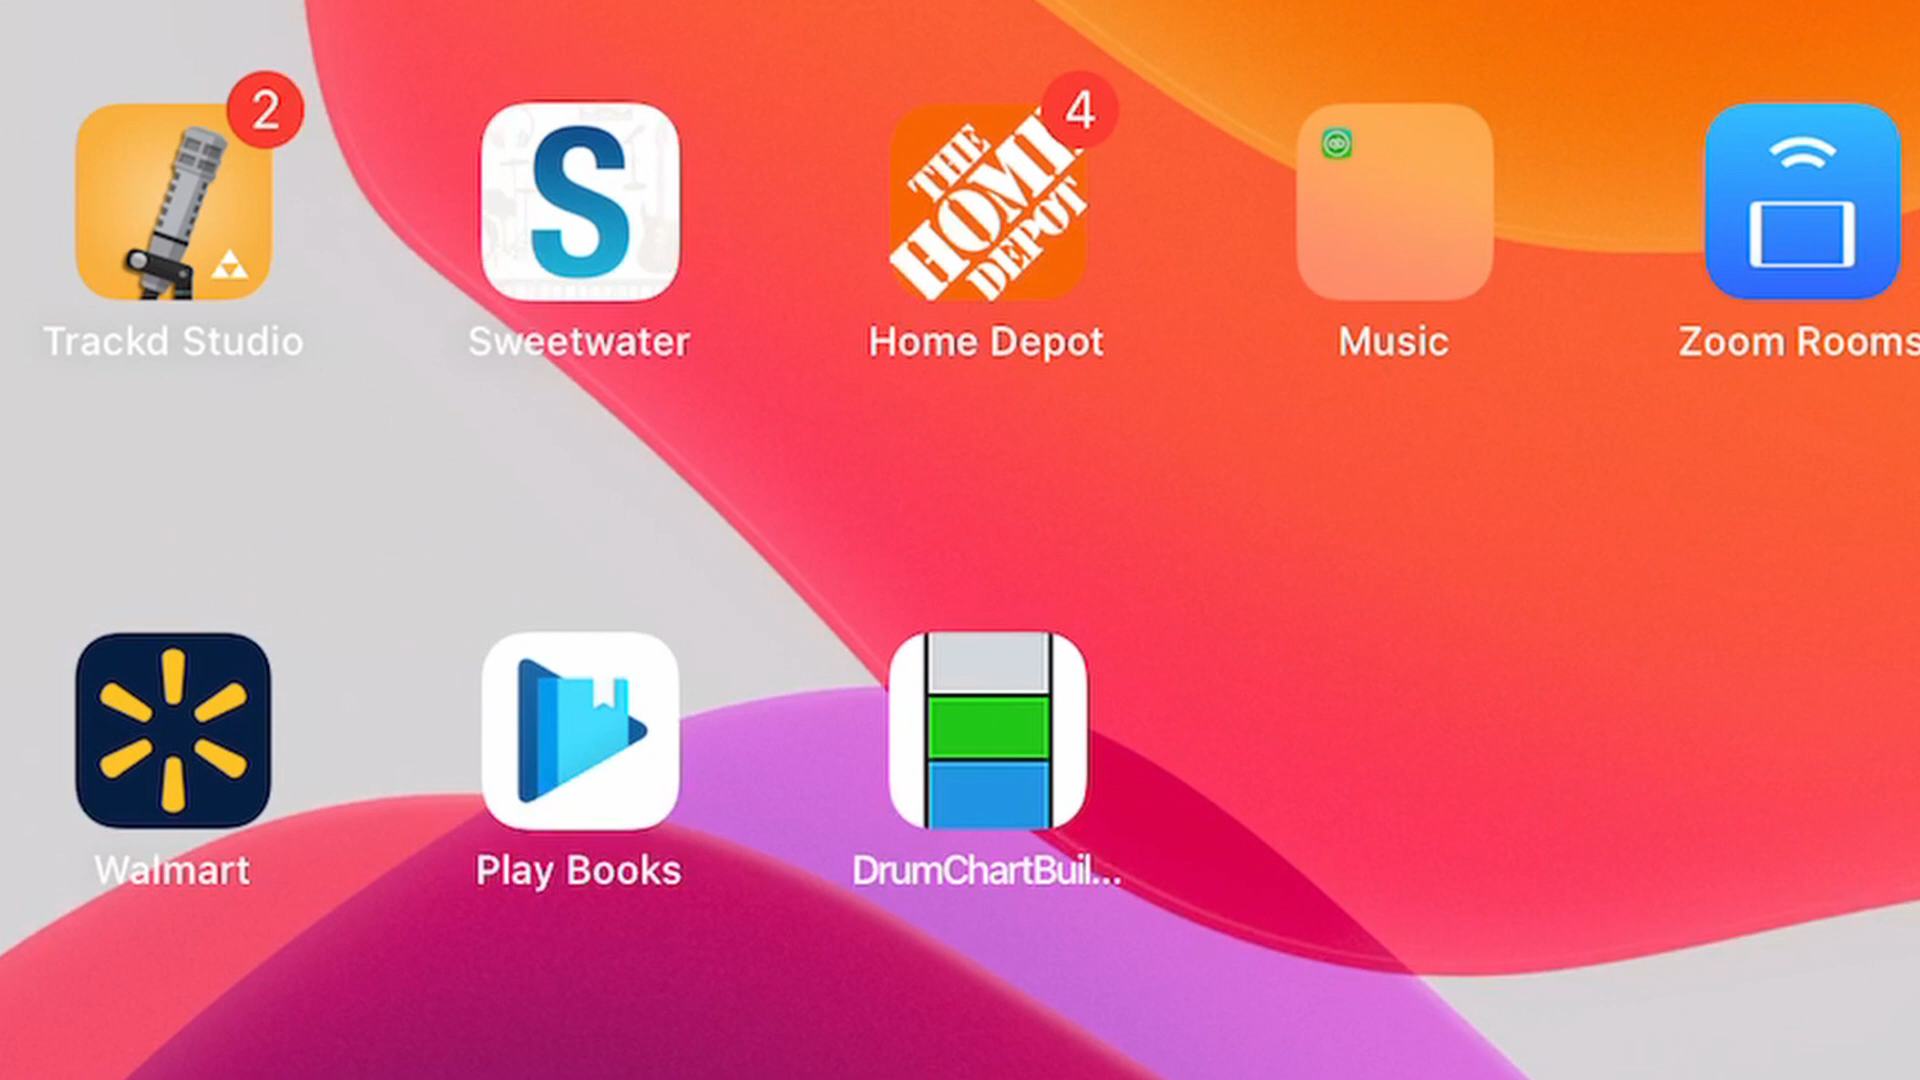 2
4
S
THE
HOME
DEPOT
Trackd Studio
Sweetwater
Home Depot
Music
Zoom Rooms
Walmart
Play Books
DrumChartBuil...